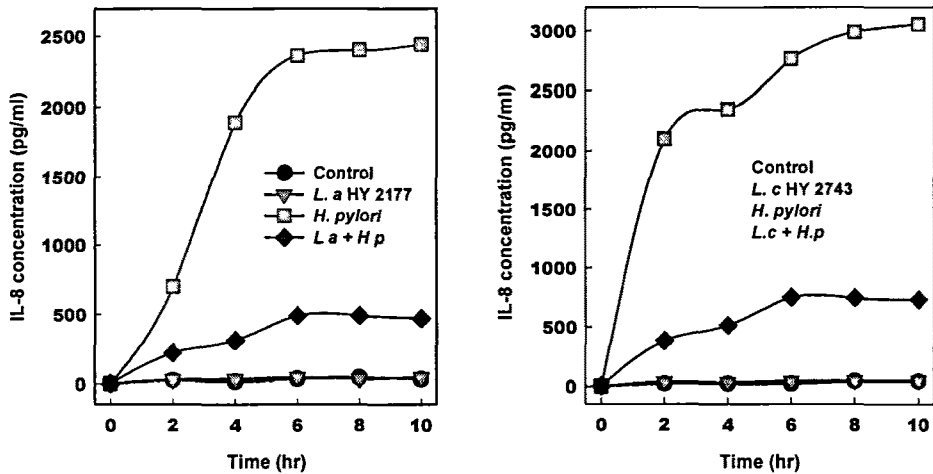 IL-8 concentration (pg/ml)
2500
2000
1500
1000
500
0
Control
L. a HY 2177
H. pylori
L a + H p
0 2 4 6 8 10
Time (hr)
IL-8 concentration (pg/ml)
3000
2500
2000
1500
1000
500
0
Control
L. c HY 2743
H. pylori
L.c + H.p
0 2 4 6 8 10
Time (hr)